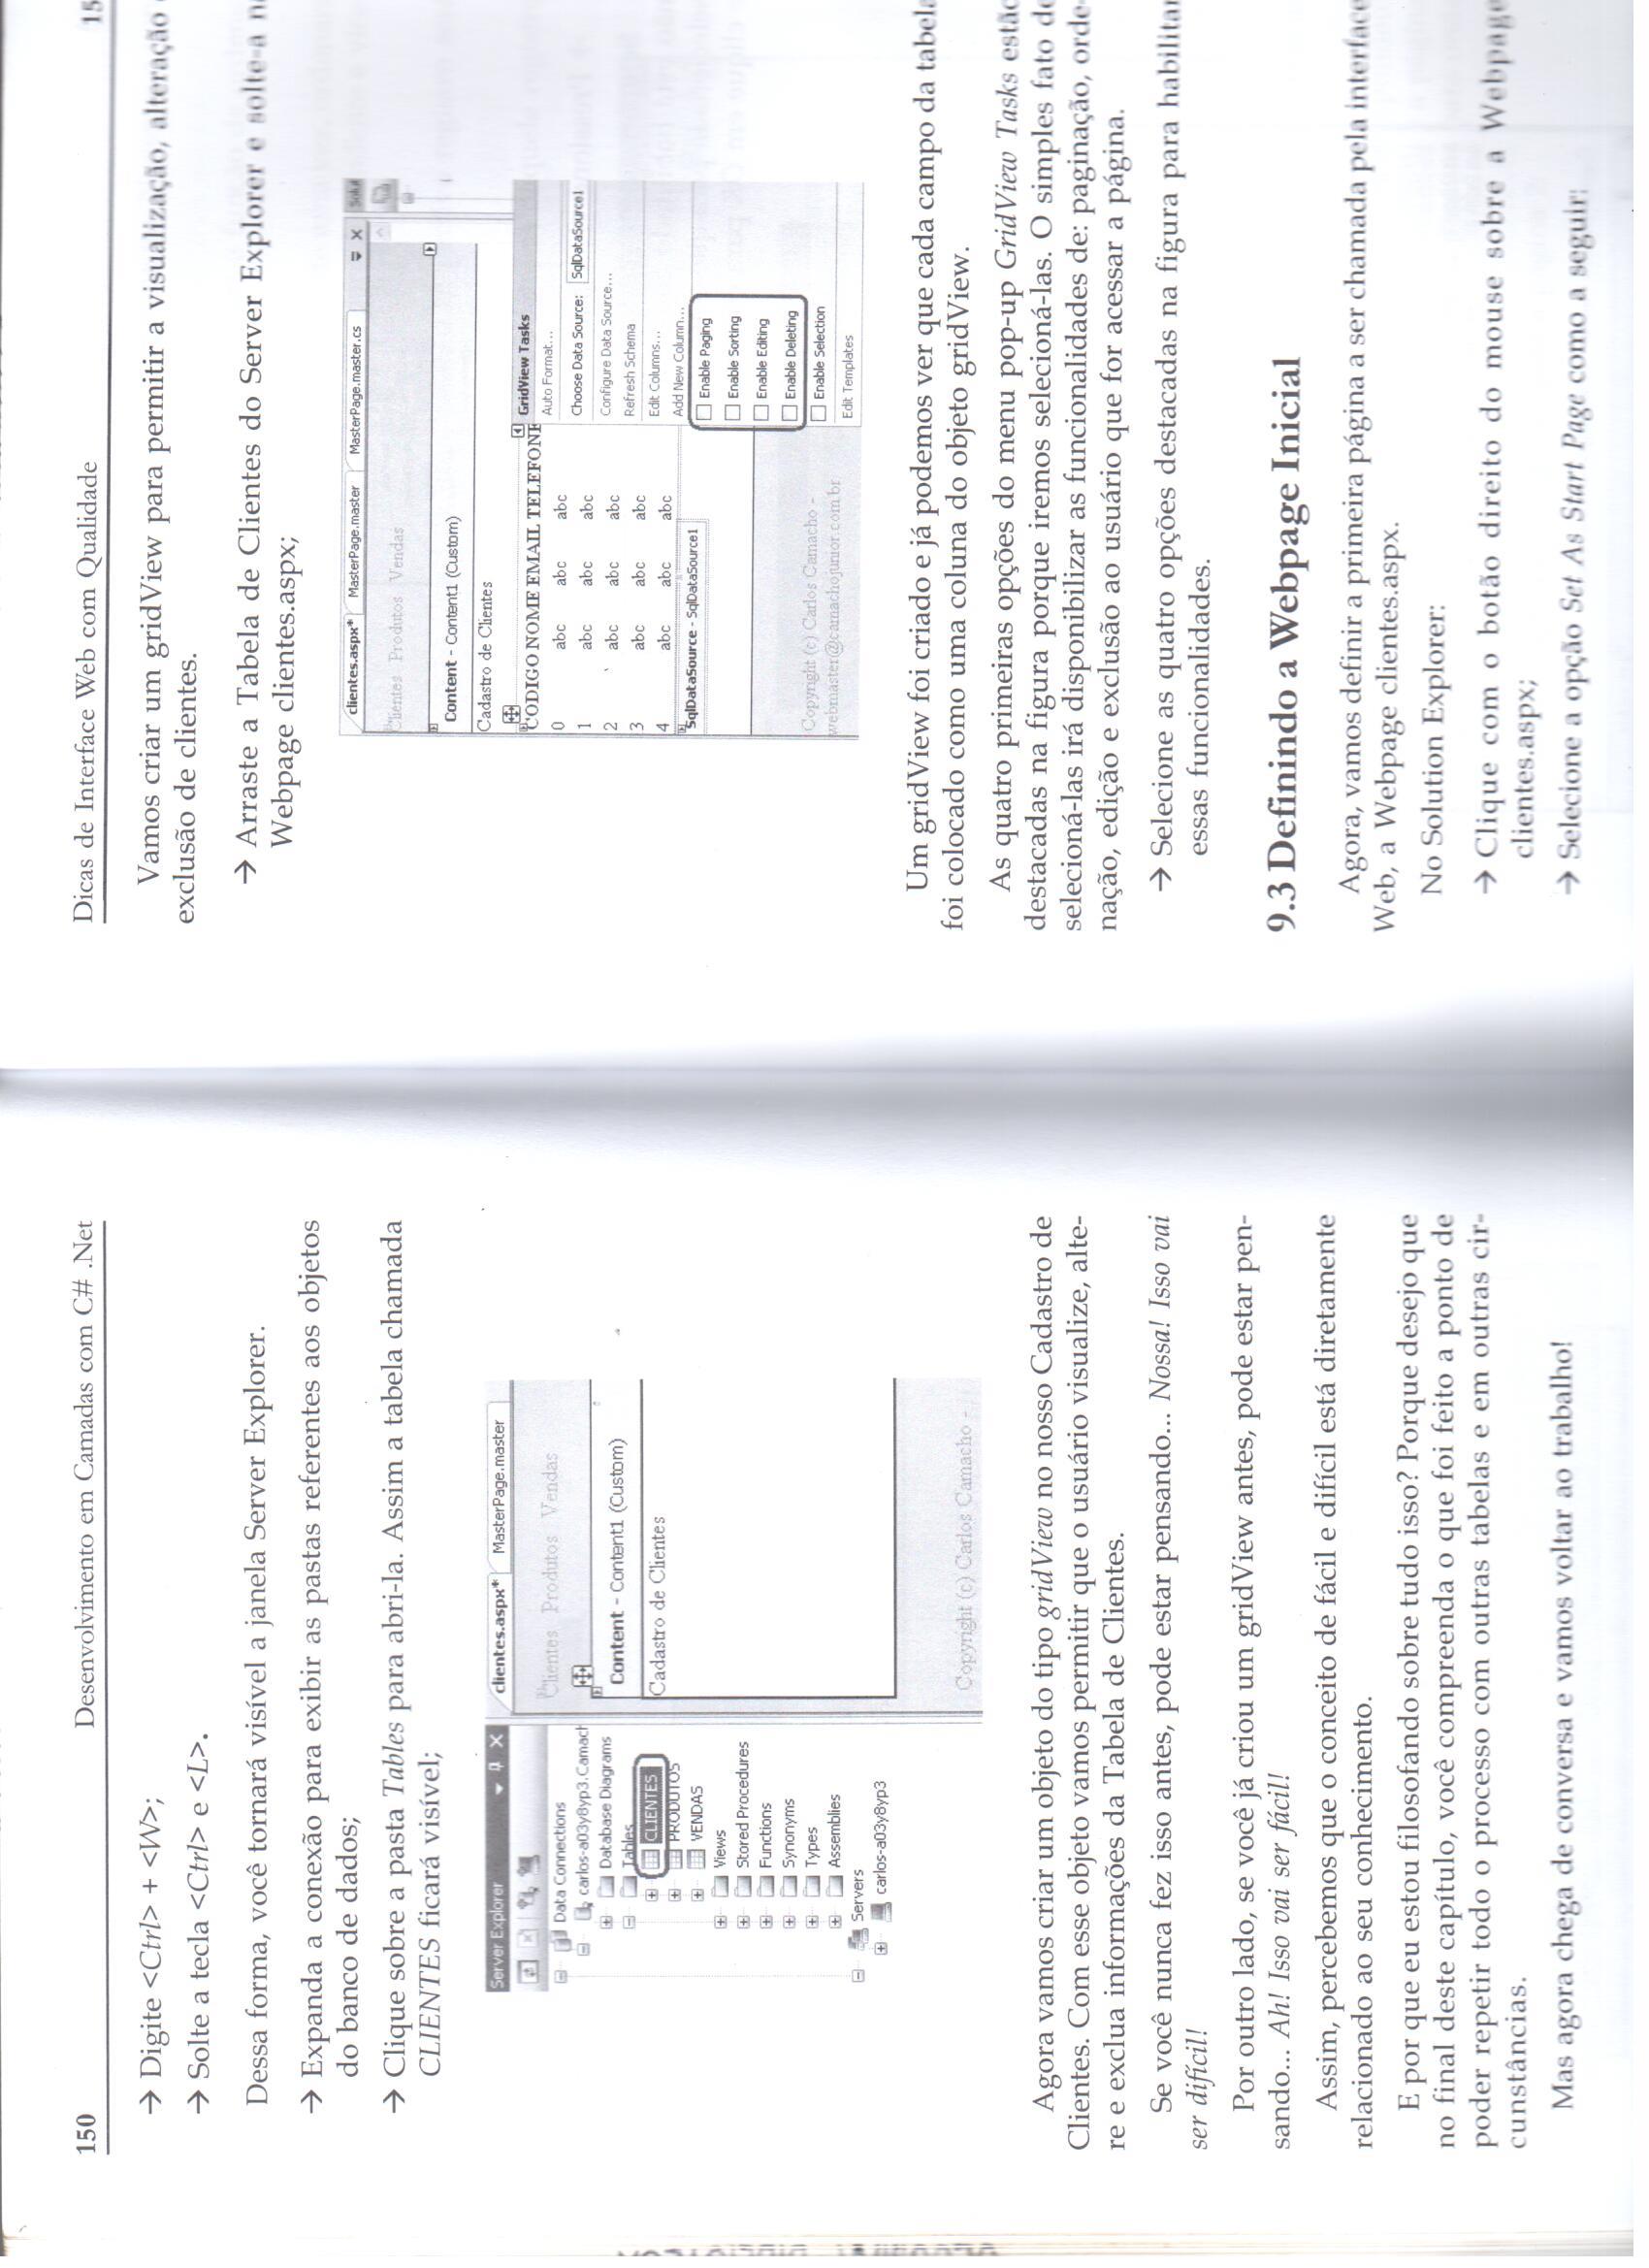 150 Desenvolvimento em Camadas com C# .Net
→ Digite <Ctrl> + <W>;
→ Solte a tecla <Ctrl> e <L>.
Dessa forma, você tornará visível a janela Server Explorer.
→ Expanda a conexão para exibir as pastas referentes aos objetos
do banco de dados;
→ Clique sobre a pasta Tables para abri-la. Assim a tabela chamada
CLIENTES ficará visível;
Server Explorer
Data Connections
carlos-a03y8yp3.Camach
Database Diagrams
Tables
CLIENTES
PRODUTOS
VENDAS
Views
Stored Procedures
Functions
Synonyms
Types
Assemblies
Servers
carlos-a03y8yp3
clientes.aspx* MasterPage.master
Clientes Produtos Vendas
Content - Content1 (Custom)
Cadastro de Clientes
Copyright (c) Carlos Camacho -
Agora vamos criar um objeto do tipo gridView no nosso Cadastro de
Clientes. Com esse objeto vamos permitir que o usuário visualize, alte-
re e exclua informações da Tabela de Clientes.
Se você nunca fez isso antes, pode estar pensando... Nossa! Isso vai
ser difícil!
Por outro lado, se você já criou um gridView antes, pode estar pen-
sando... Ah! Isso vai ser fácil!
Assim, percebemos que o conceito de fácil e difícil está diretamente
relacionado ao seu conhecimento.
E por que eu estou filosofando sobre tudo isso? Porque desejo que
no final deste capítulo, você compreenda o que foi feito a ponto de
poder repetir todo o processo com outras tabelas e em outras cir-
cunstâncias.
Mas agora chega de conversa e vamos voltar ao trabalho!
Dicas de Interface Web com Qualidade 15
Vamos criar um gridView para permitir a visualização, alteração
exclusão de clientes.
→ Arraste a Tabela de Clientes do Server Explorer e solte-a n
Webpage clientes.aspx;
clientes.aspx* MasterPage.master MasterPage.master.cs
Clientes Produtos Vendas
Content - Content1 (Custom)
Cadastro de Clientes
CODIGO NOME EMAIL TELEFONE
0 abc abc abc
1 abc abc abc
2 abc abc abc
3 abc abc abc
4 abc abc abc
SqlDataSource - SqlDataSource1
Copyright (c) Carlos Camacho -
webmaster@camachojunior.com.br
GridView Tasks
Auto Format...
Choose Data Source: SqlDataSource1
Configure Data Source...
Refresh Schema
Edit Columns...
Add New Column...
Enable Paging
Enable Sorting
Enable Editing
Enable Deleting
Enable Selection
Edit Templates
Um gridView foi criado e já podemos ver que cada campo da tabela
foi colocado como uma coluna do objeto gridView.
As quatro primeiras opções do menu pop-up GridView Tasks estão
destacadas na figura porque iremos selecioná-las. O simples fato de
selecioná-las irá disponibilizar as funcionalidades de: paginação, orde-
nação, edição e exclusão ao usuário que for acessar a página.
→ Selecione as quatro opções destacadas na figura para habilitar
essas funcionalidades.
9.3 Definindo a Webpage Inicial
Agora, vamos definir a primeira página a ser chamada pela interface
Web, a Webpage clientes.aspx.
No Solution Explorer:
→ Clique com o botão direito do mouse sobre a Webpage
clientes.aspx;
→ Selecione a opção Set As Start Page como a seguir: